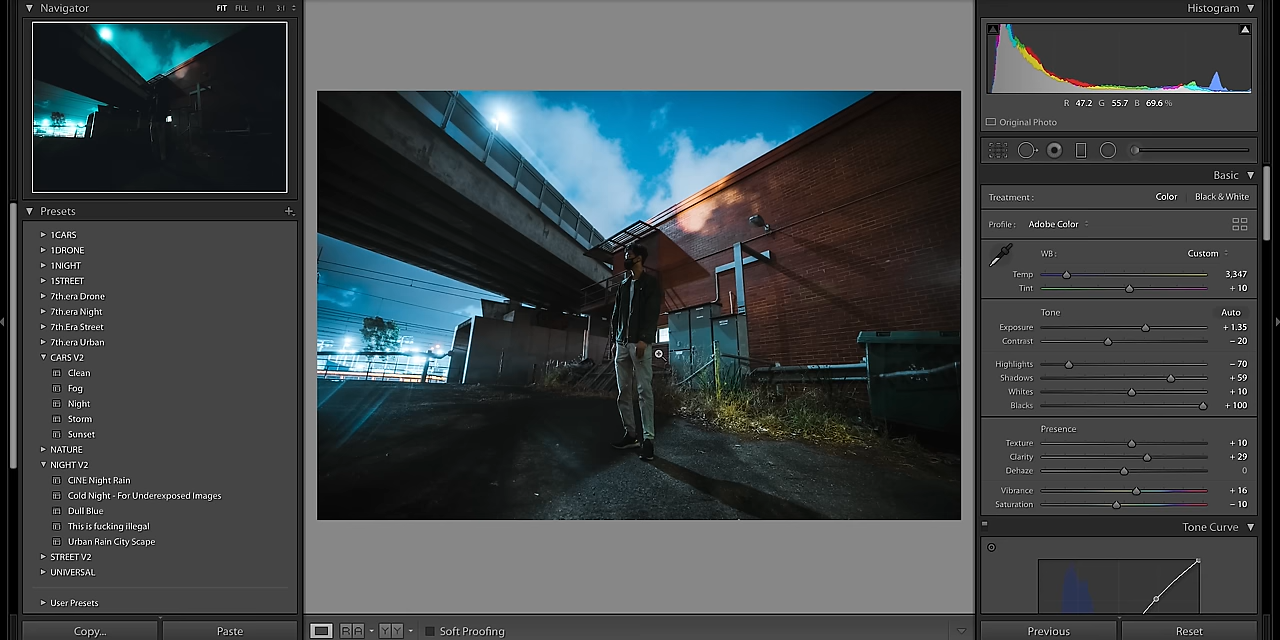 Navigator FIT FILL 1:1 3:1
Presets
1CARS
1DRONE
1NIGHT
1STREET
7th.era Drone
7th.era Night
7th.Era Street
7th.era Urban
CARS V2
Clean
Fog
Night
Storm
Sunset
NATURE
NIGHT V2
CINE Night Rain
Cold Night - For Underexposed Images
Dull Blue
This is fucking illegal
Urban Rain City Scape
STREET V2
UNIVERSAL
User Presets
Copy... Paste
R A Y Y Soft Proofing
Histogram
R 47.2 G 55.7 B 69.6 %
Original Photo
Basic
Treatment : Color Black & White
Profile : Adobe Color
WB : Custom
Temp 3,347
Tint + 10
Tone Auto
Exposure + 1.35
Contrast – 20
Highlights – 70
Shadows + 59
Whites + 10
Blacks + 100
Presence
Texture + 10
Clarity + 29
Dehaze 0
Vibrance + 16
Saturation – 10
Tone Curve
Previous Reset